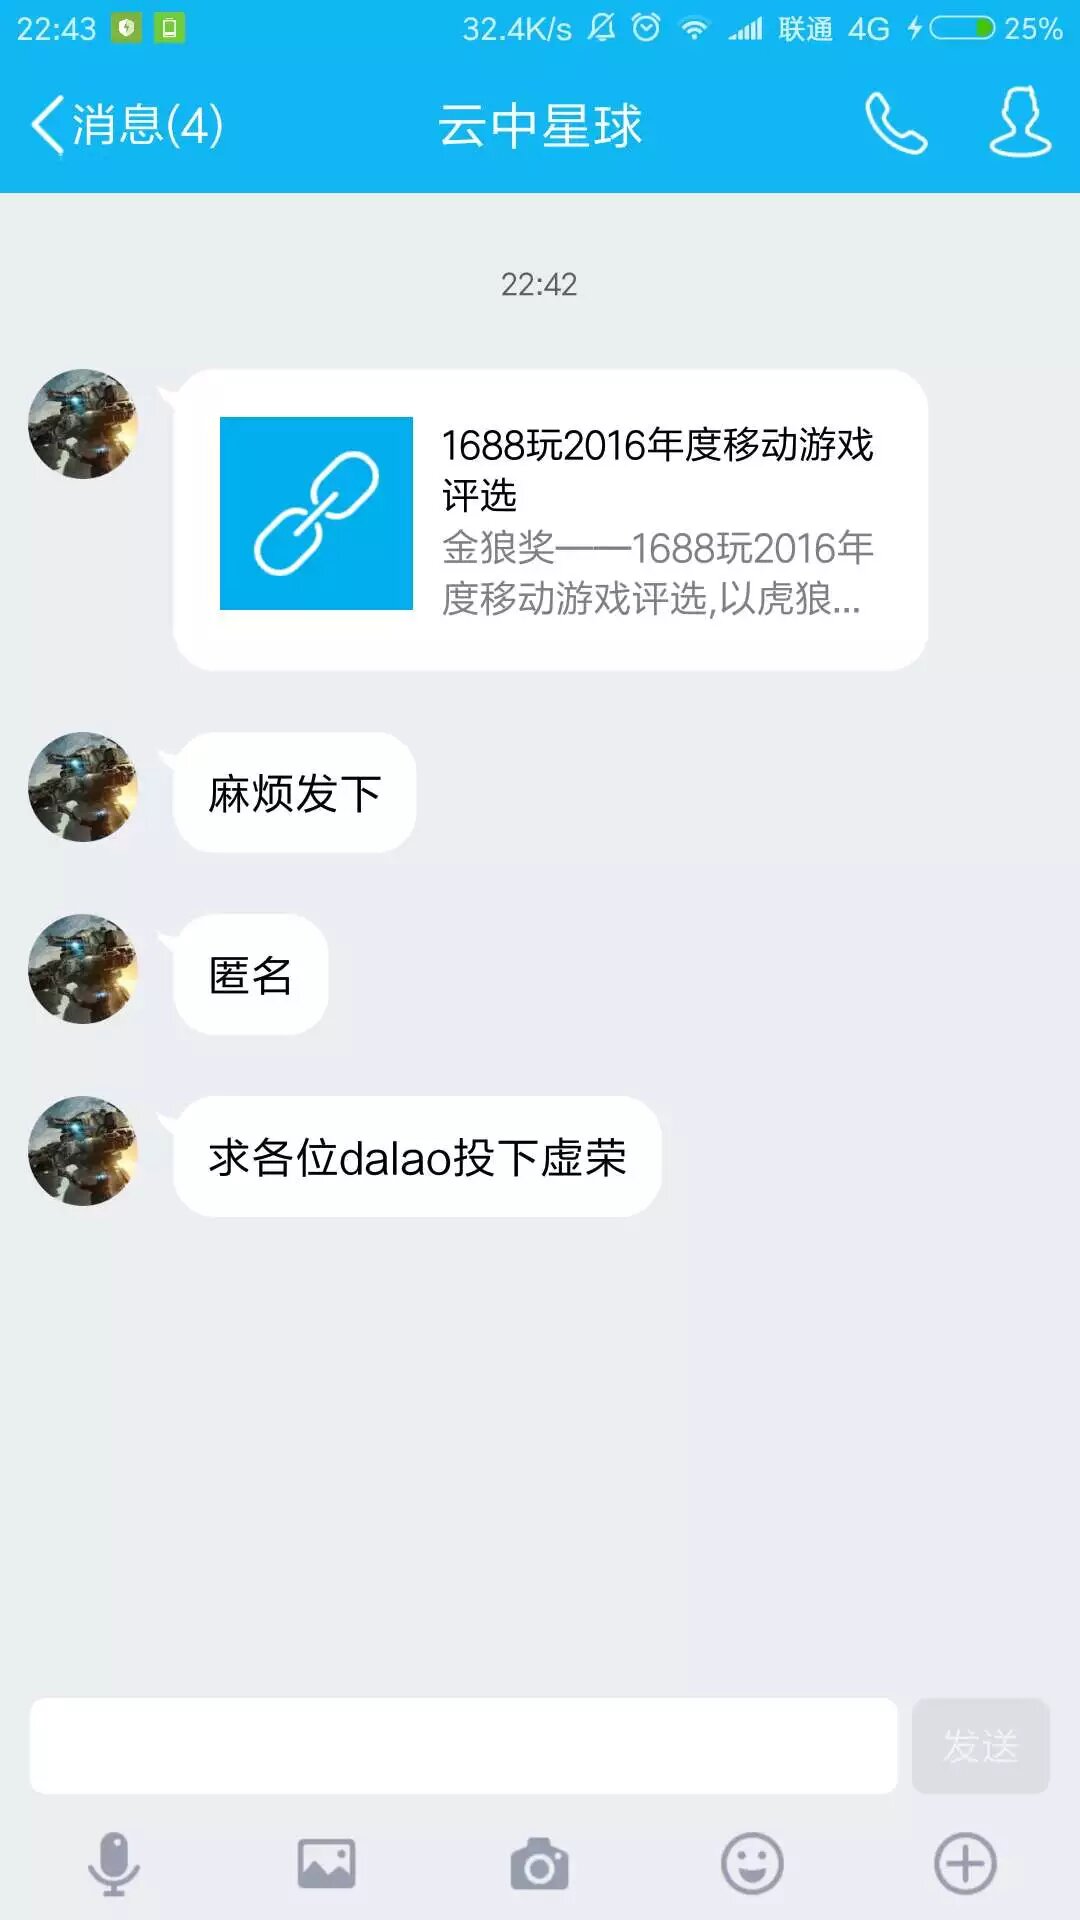 22:43 32.4K/s 联通 4G 25%
消息(4) 云中星球
22:42
1688玩2016年度移动游戏
评选
金狼奖——1688玩2016年
度移动游戏评选,以虎狼...
麻烦发下
匿名
求各位dalao投下虚荣
发送